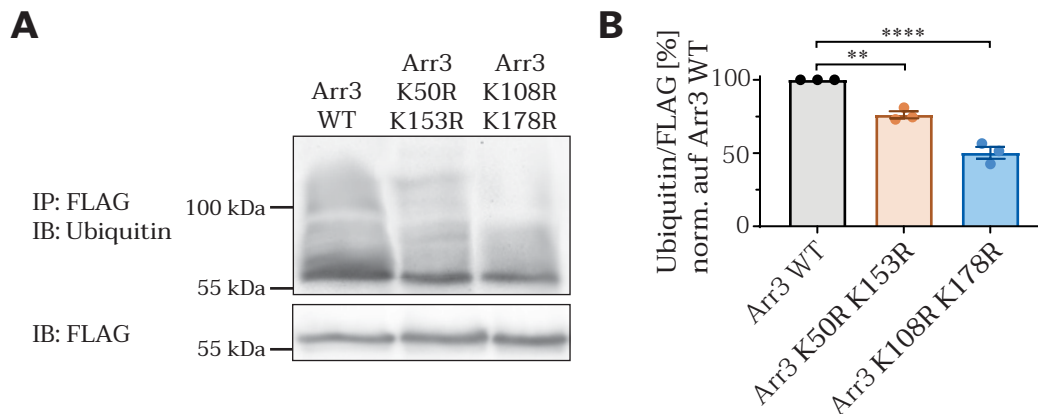 A
Arr3
WT
Arr3
K50R
K153R
Arr3
K108R
K178R
IP: FLAG
IB: Ubiquitin
100 kDa
55 kDa
IB: FLAG
55 kDa
B
Ubiquitin/FLAG [%]
norm. auf Arr3 WT
****
**
100
50
0
Arr3 WT
Arr3 K50R K153R
Arr3 K108R K178R